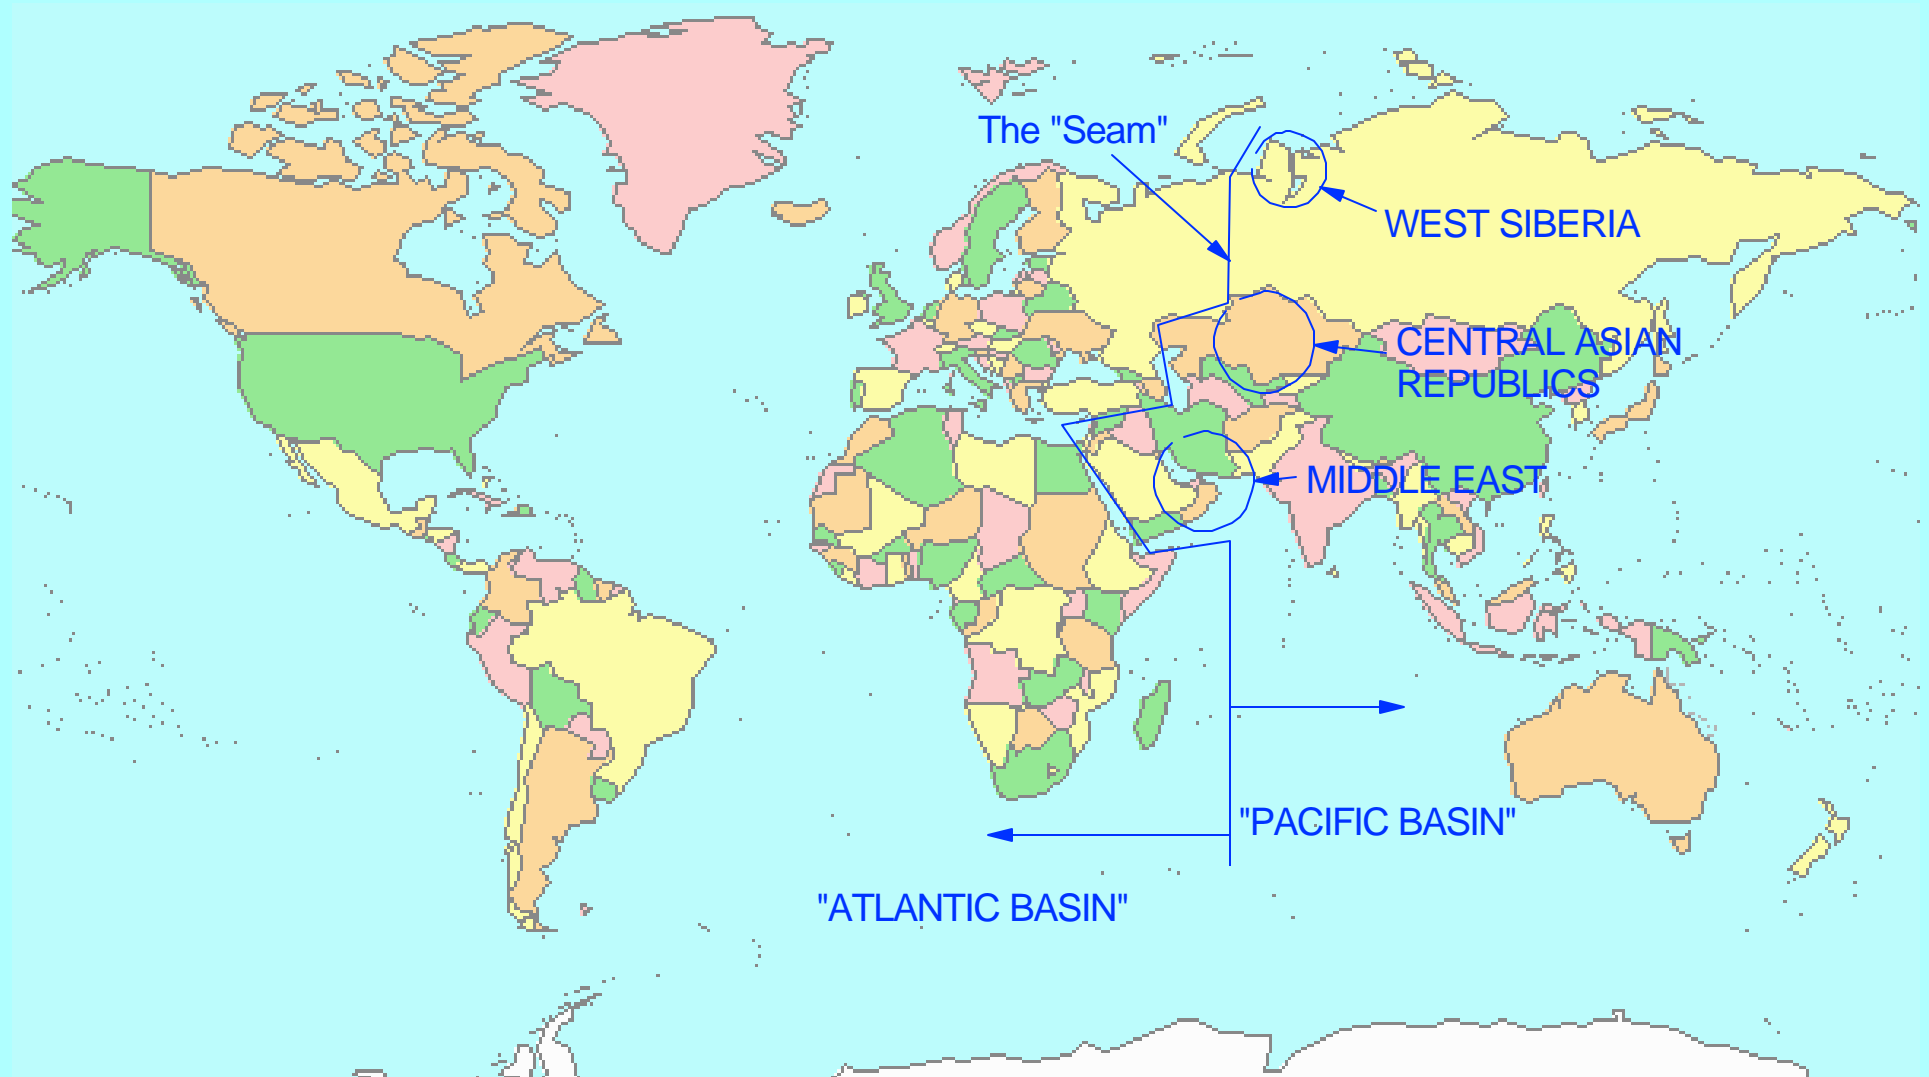 The "Seam"
WEST SIBERIA
CENTRAL ASIAN
REPUBLICS
MIDDLE EAST
"PACIFIC BASIN"
"ATLANTIC BASIN"